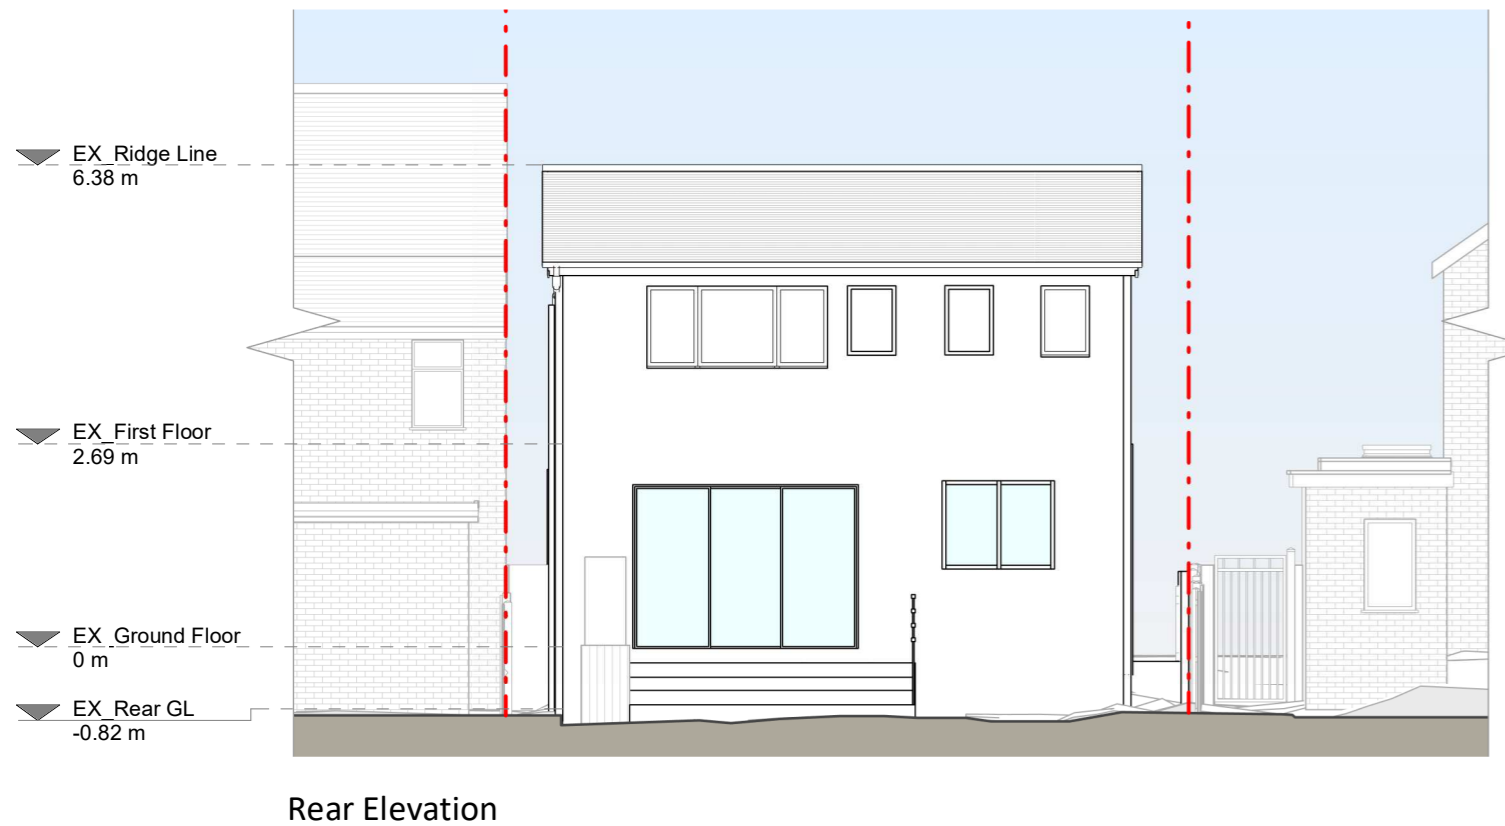 EX_Ridge Line
6.38 m
EX_First Floor
2.69 m
EX_Ground Floor
0 m
EX_Rear GL
-0.82 m
Rear Elevation